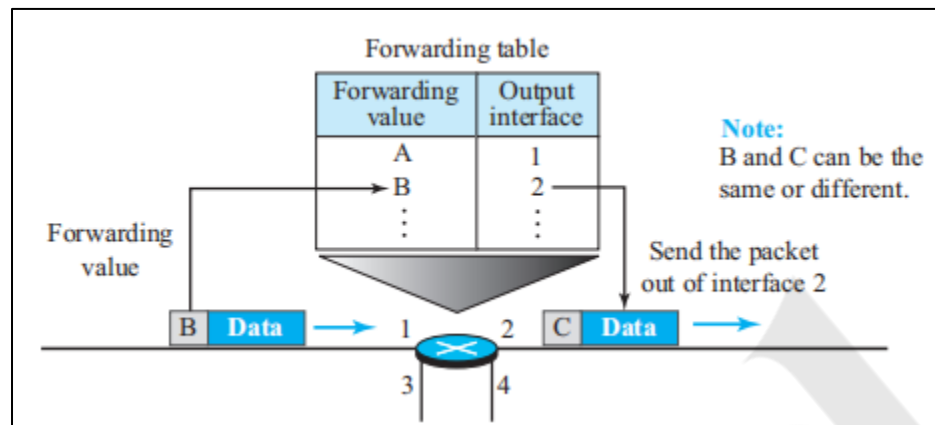 Forwarding table
Forwarding Output
value interface
A 1
B 2
⋮ ⋮
Note:
B and C can be the
same or different.
Forwarding
value
Send the packet
out of interface 2
B Data 1 2 C Data
3 4